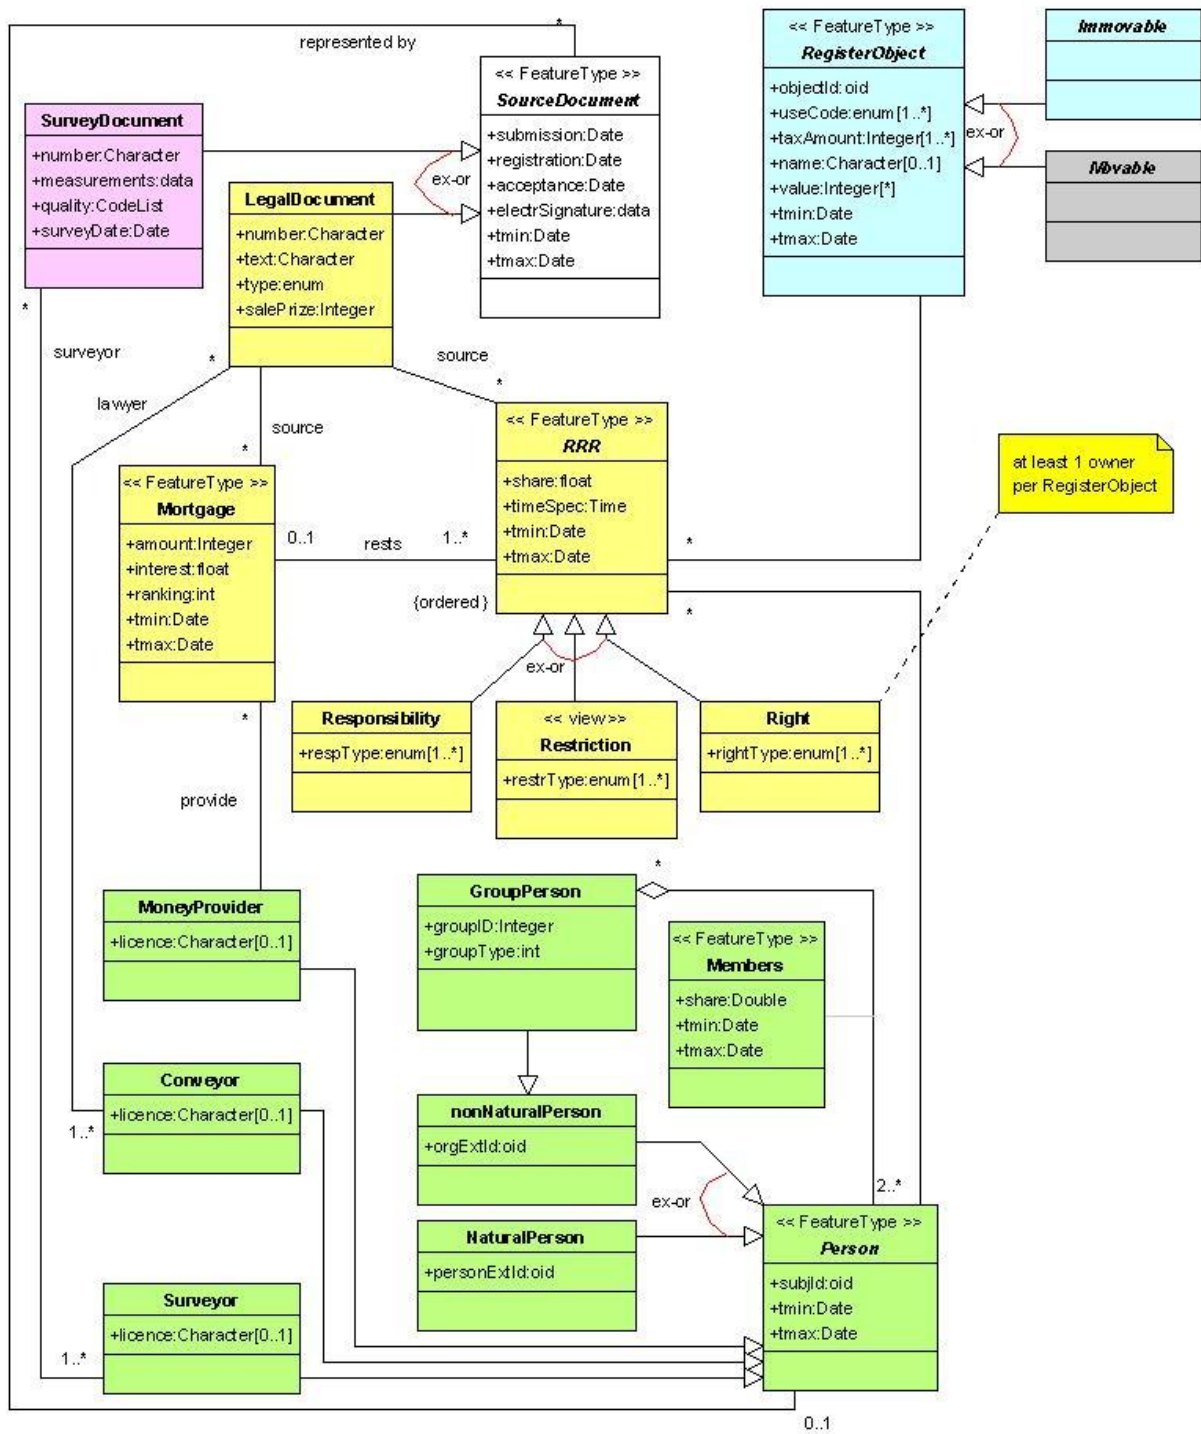 *
represented by
<< FeatureType >>
SourceDocument
+submission:Date
+registration:Date
+acceptance:Date
+electrSignature:data
+tmin:Date
+tmax:Date
<< FeatureType >>
RegisterObject
+objectId:oid
+useCode:enum[1..*]
+taxAmount:Integer[1..*]
+name:Character[0..1]
+value:Integer[*]
+tmin:Date
+tmax:Date
Immovable
ex-or
Movable
SurveyDocument
+number:Character
+measurements:data
+quality:CodeList
+surveyDate:Date
ex-or
LegalDocument
+number:Character
+text:Character
+type:enum
+salePrize:Integer
*
surveyor
*
lawyer
source
*
source
*
<< FeatureType >>
RRR
+share:float
+timeSpec:Time
+tmin:Date
+tmax:Date
at least 1 owner
per RegisterObject
<< FeatureType >>
Mortgage
+amount:Integer
+interest:float
+ranking:int
+tmin:Date
+tmax:Date
0..1
rests
1..*
*
{ordered}
*
ex-or
*
Responsibility
+respType:enum[1..*]
<< view>>
Restriction
+restrType:enum[1..*]
Right
+rightType:enum[1..*]
provide
*
MoneyProvider
+licence:Character[0..1]
GroupPerson
+groupID:Integer
+groupType:int
<< FeatureType >>
Members
+share:Double
+tmin:Date
+tmax:Date
Conveyor
+licence:Character[0..1]
1..*
nonNaturalPerson
+orgExtId:oid
ex-or
2..*
NaturalPerson
+personExtId:oid
<< FeatureType >>
Person
+subjId:oid
+tmin:Date
+tmax:Date
Surveyor
+licence:Character[0..1]
1..*
0..1